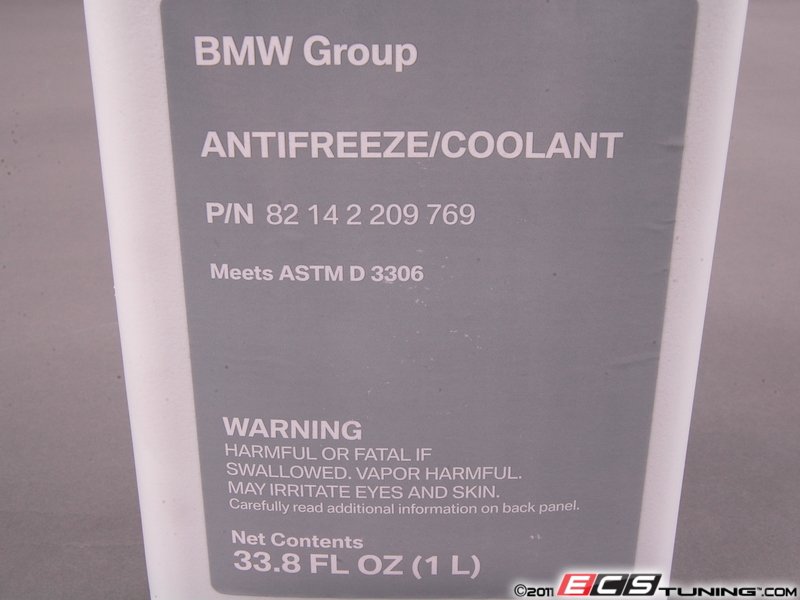 BMW Group
ANTIFREEZE/COOLANT
P/N 82 14 2 209 769
Meets ASTM D 3306
WARNING
HARMFUL OR FATAL IF
SWALLOWED. VAPOR HARMFUL.
MAY IRRITATE EYES AND SKIN.
Carefully read additional information on back panel.
Net Contents
33.8 FL OZ (1 L)
©2011 ECS TUNING.COM